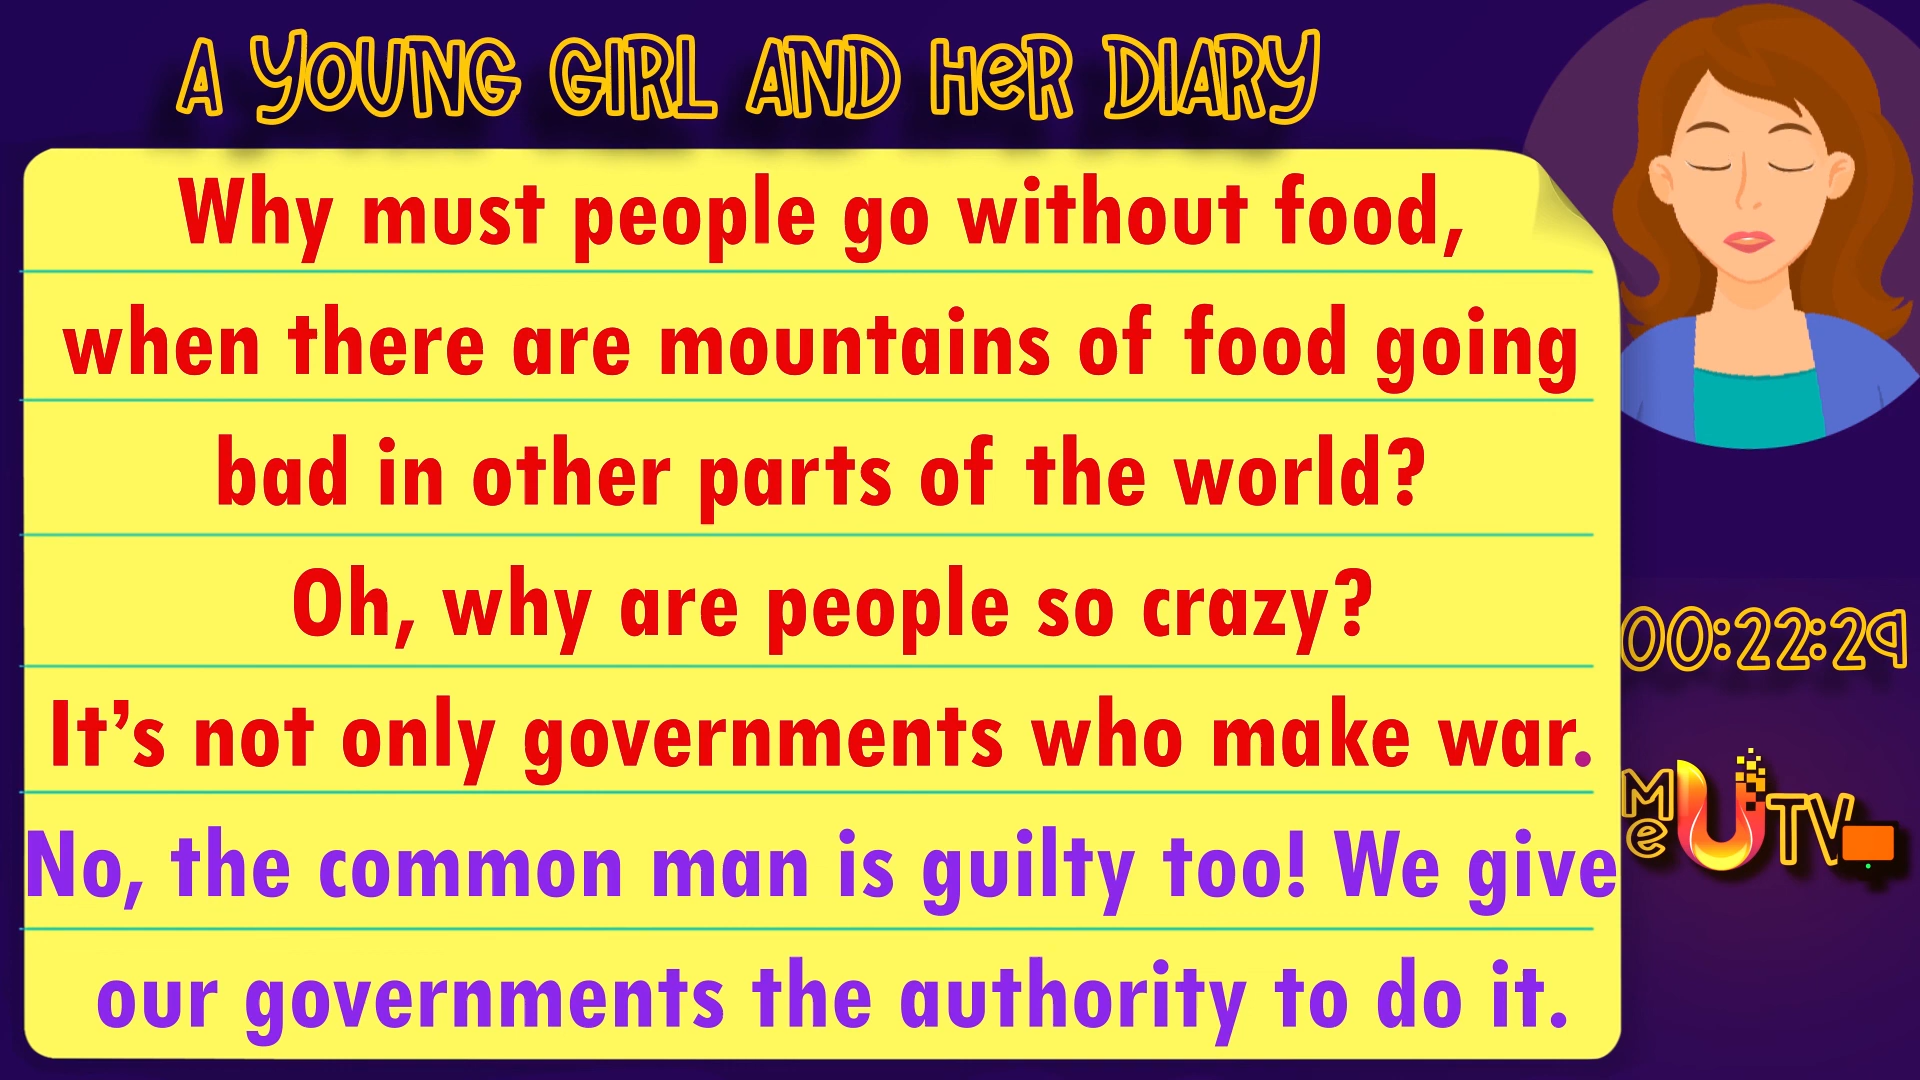 A YOUNG GIRL AND HeR DIARY
Why must people go without food,
when there are mountains of food going
bad in other parts of the world?
Oh, why are people so crazy?
It’s not only governments who make war.
No, the common man is guilty too! We give
our governments the authority to do it.
00:22:29
Me U TV